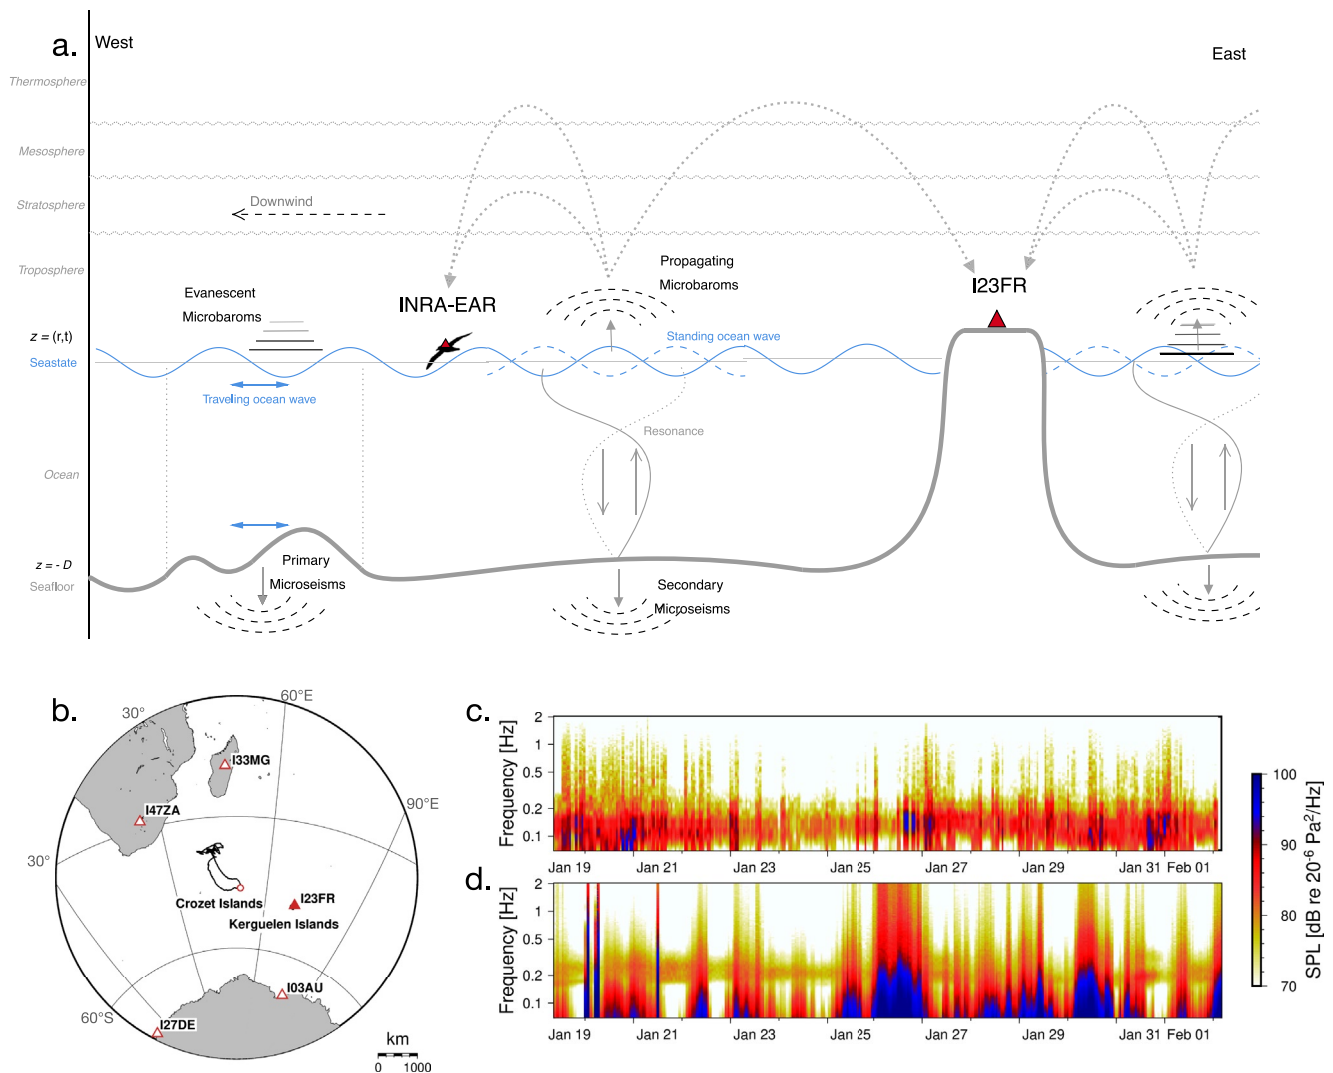 a.
West
East
Thermosphere
Mesosphere
Stratosphere
Downwind
Troposphere
Propagating
Microbaroms
Evanescent
Microbaroms
INRA-EAR
I23FR
z = (r,t)
Seastate
Standing ocean wave
Traveling ocean wave
Resonance
Ocean
z = - D
Seafloor
Primary
Microseisms
Secondary
Microseisms
b.
60°E
30°
I33MG
90°E
I47ZA
30°
Crozet Islands
I23FR
Kerguelen Islands
I03AU
60°S
I27DE
km
0 1000
c.
Frequency [Hz]
2
1
0.5
0.2
0.1
Jan 19 Jan 21 Jan 23 Jan 25 Jan 27 Jan 29 Jan 31 Feb 01
d.
Frequency [Hz]
2
1
0.5
0.2
0.1
Jan 19 Jan 21 Jan 23 Jan 25 Jan 27 Jan 29 Jan 31 Feb 01
100
90
80
70
SPL [dB re 20⁻⁶ Pa²/Hz]